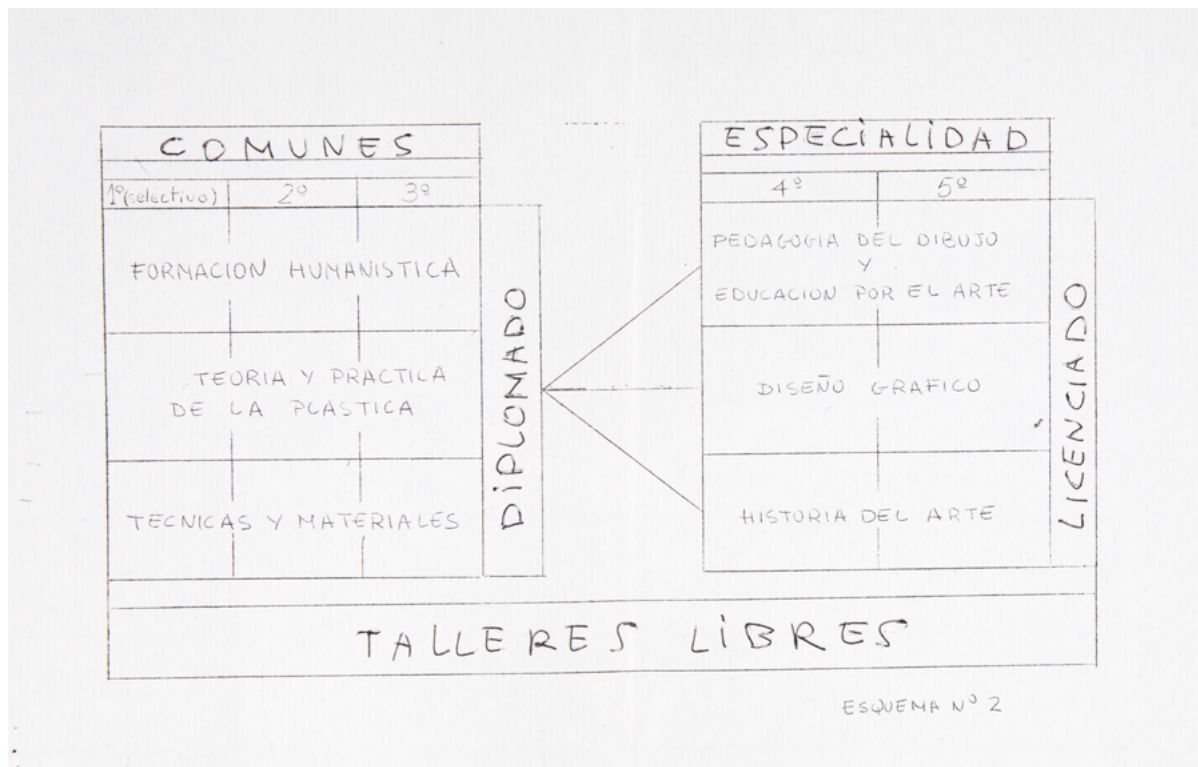 COMUNES
1º(selectivo) 2º 3º
FORMACION HUMANISTICA
TEORIA Y PRACTICA
DE LA PLASTICA
TECNICAS Y MATERIALES
DIPLOMADO
ESPECIALIDAD
4º 5º
PEDAGOGIA DEL DIBUJO
Y
EDUCACION POR EL ARTE
DISEÑO GRAFICO
HISTORIA DEL ARTE
LICENCIADO
TALLERES LIBRES
ESQUEMA Nº 2